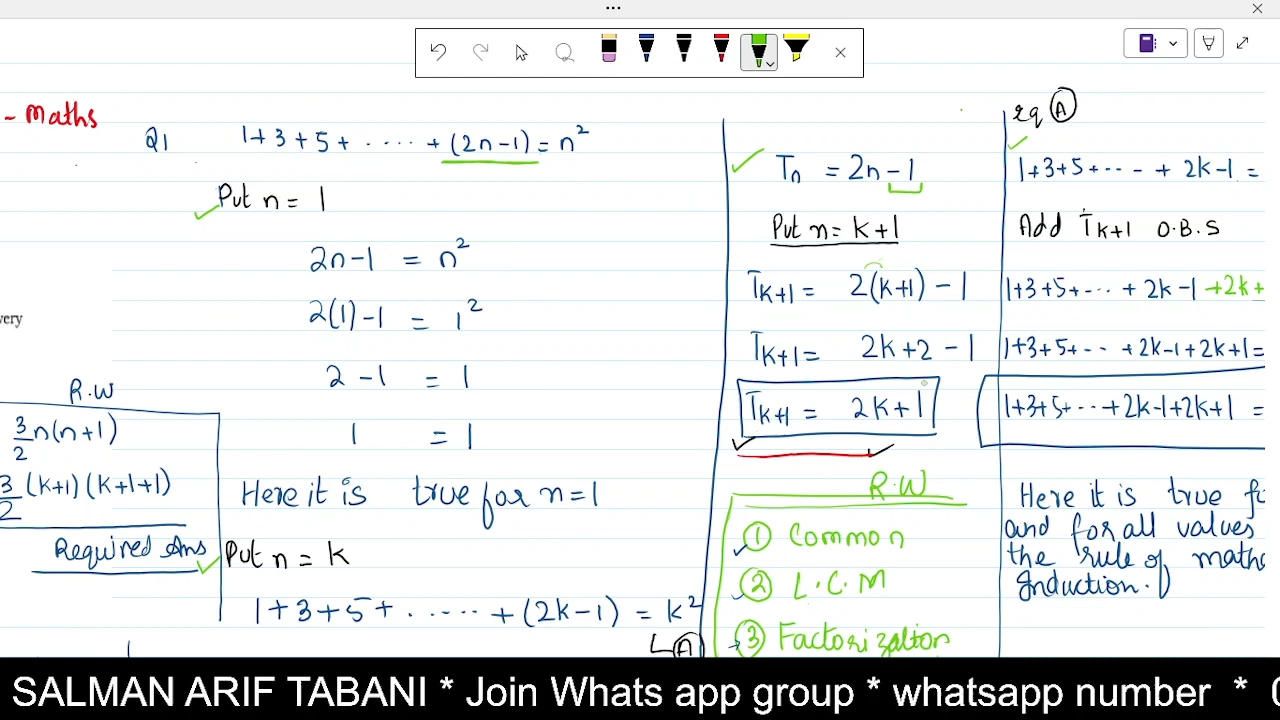 - Maths
Q1 1+3+5+ ..... + (2n-1) = n²
Put n = 1
2n-1 = n²
2(1)-1 = 1²
2 -1 = 1
1 = 1
Here it is true for n=1
Put n = k
1+3+5+ ..... + (2k-1) = k²
A
very
R.W
3/2 n(n+1)
3/2 (k+1) (k+1+1)
Required Ans
Tn = 2n-1
Put n = k+1
Tk+1 = 2(k+1) - 1
Tk+1 = 2k+2 - 1
Tk+1 = 2k+1
R.W
① Common
② L.C.M
③ Factorization
eq A
1+3+5+ ... - + 2k-1 =
Add Tk+1 O.B.S
1+3+5+ ... + 2k-1 +2k+
1+3+5+ ... +2k-1+2k+1 =
1+3+5+ ... +2k-1+2k+1 =
Here it is true fo
and for all values
the rule of mathe
Induction.
SALMAN ARIF TABANI * Join Whats app group * whatsapp number *